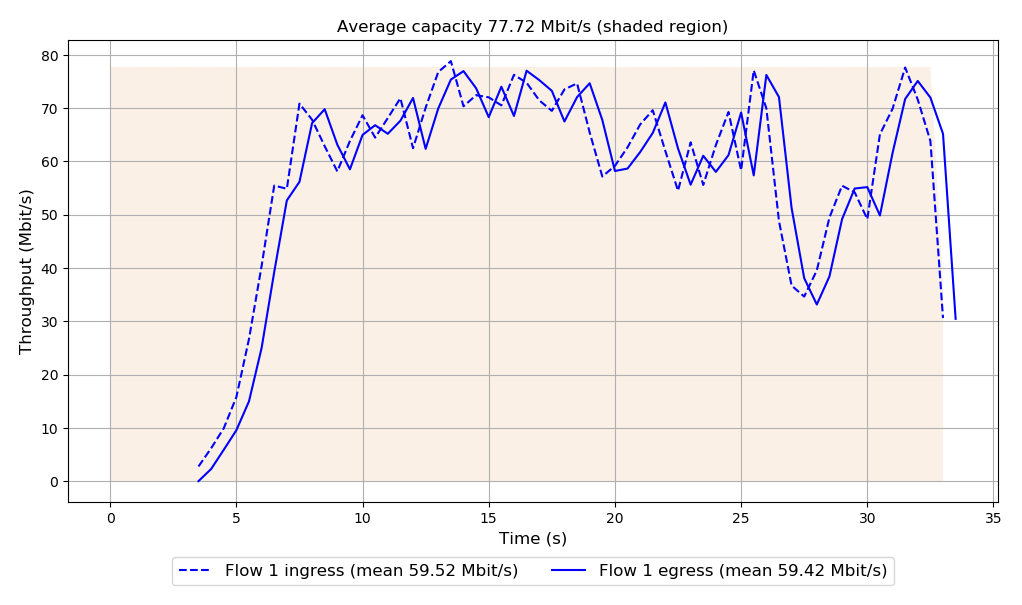 Average capacity 77.72 Mbit/s (shaded region)
Throughput (Mbit/s)
80
70
60
50
40
30
20
10
0
0 5 10 15 20 25 30 35
Time (s)
Flow 1 ingress (mean 59.52 Mbit/s) Flow 1 egress (mean 59.42 Mbit/s)